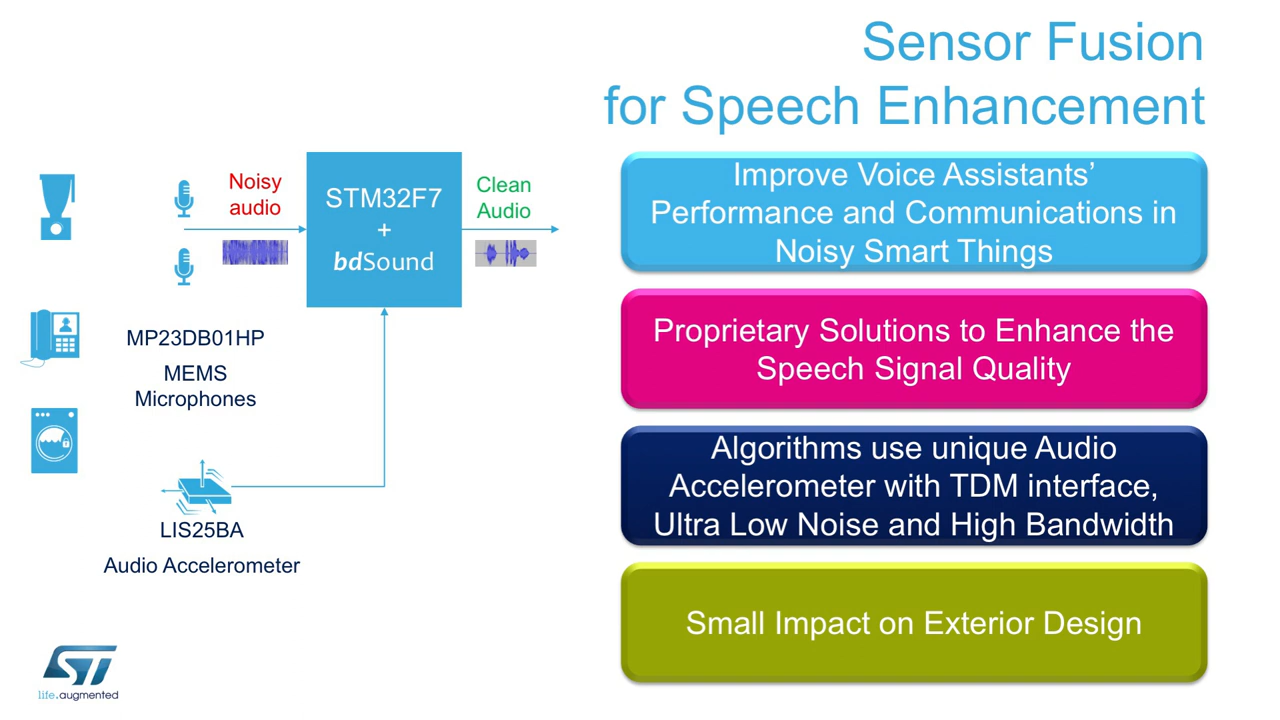 Sensor Fusion
for Speech Enhancement
Noisy
audio
STM32F7
+
bdSound
Clean
Audio
MP23DB01HP
MEMS
Microphones
LIS25BA
Audio Accelerometer
Improve Voice Assistants’
Performance and Communications in
Noisy Smart Things
Proprietary Solutions to Enhance the
Speech Signal Quality
Algorithms use unique Audio
Accelerometer with TDM interface,
Ultra Low Noise and High Bandwidth
Small Impact on Exterior Design
ST
life.augmented